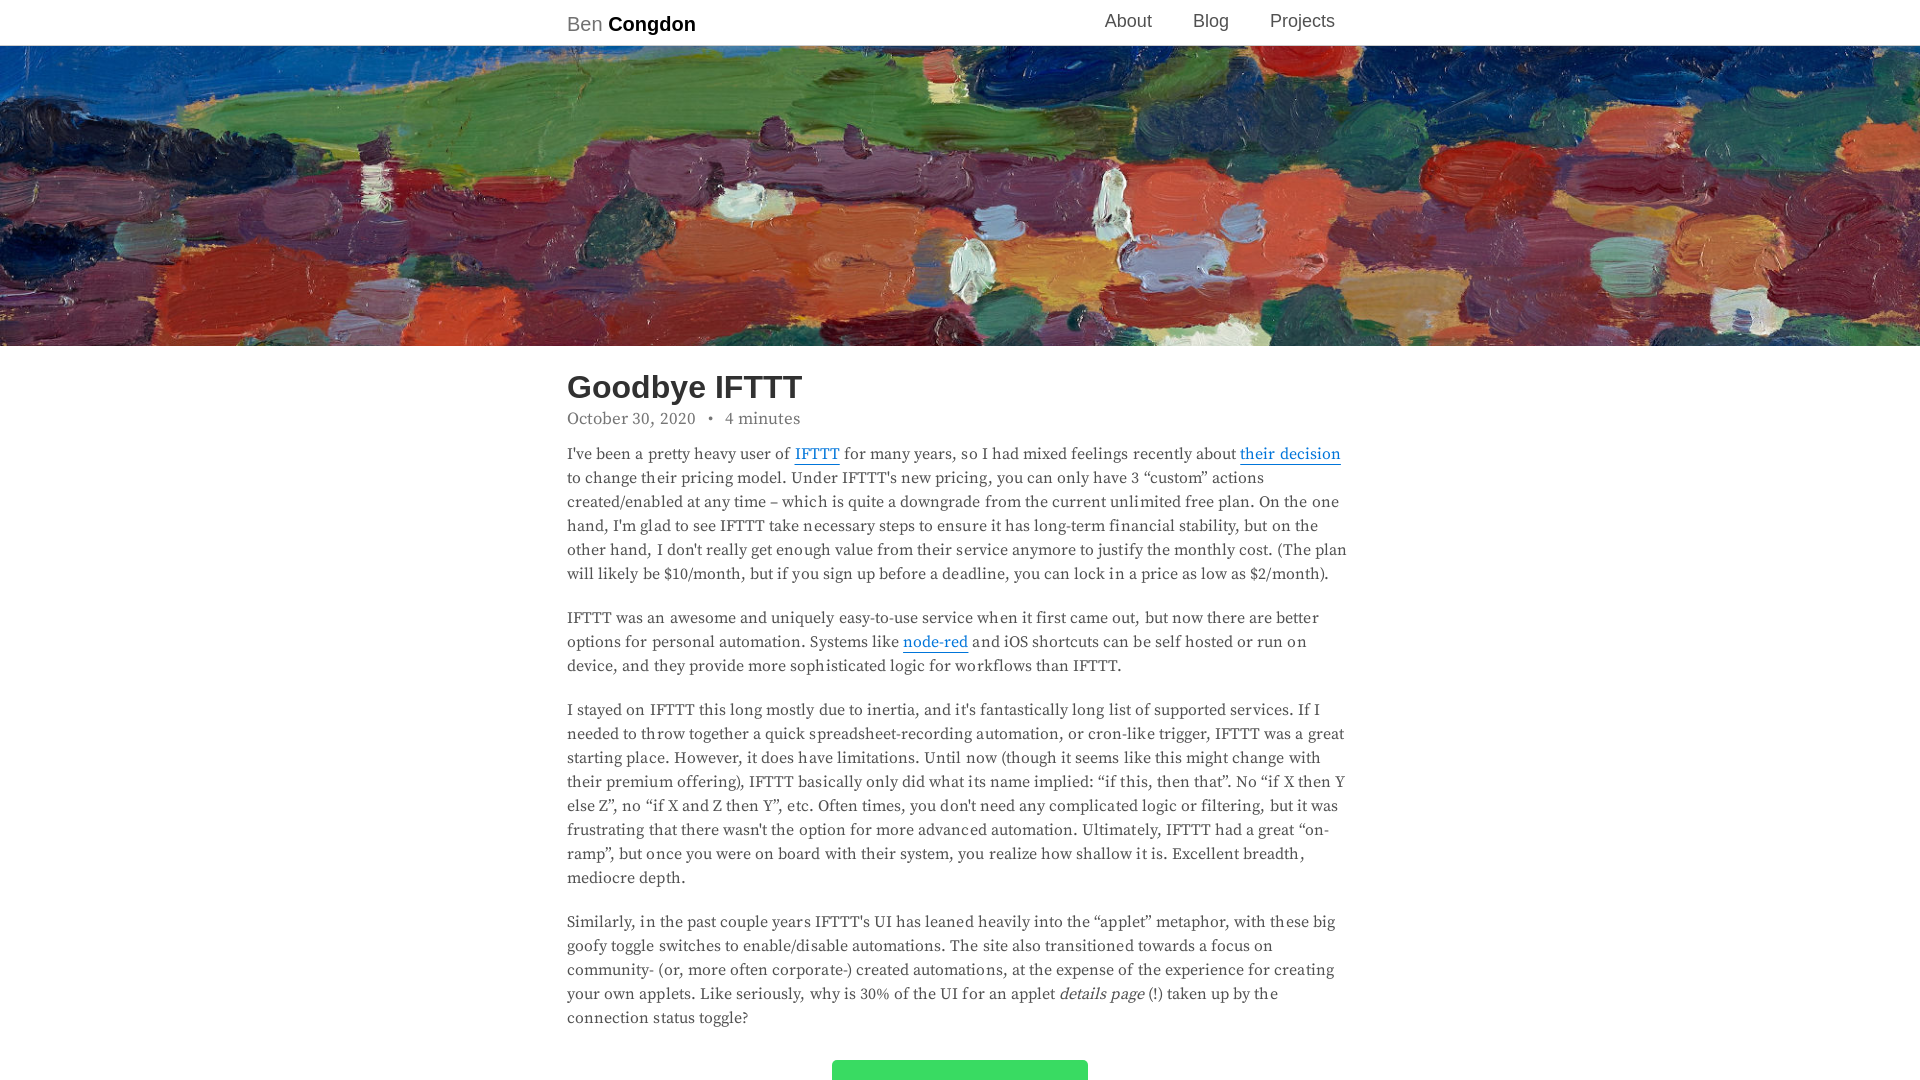 Ben Congdon
About Blog Projects
Goodbye IFTTT
October 30, 2020 • 4 minutes
I've been a pretty heavy user of IFTTT for many years, so I had mixed feelings recently about their decision
to change their pricing model. Under IFTTT's new pricing, you can only have 3 “custom” actions
created/enabled at any time – which is quite a downgrade from the current unlimited free plan. On the one
hand, I'm glad to see IFTTT take necessary steps to ensure it has long-term financial stability, but on the
other hand, I don't really get enough value from their service anymore to justify the monthly cost. (The plan
will likely be $10/month, but if you sign up before a deadline, you can lock in a price as low as $2/month).
IFTTT was an awesome and uniquely easy-to-use service when it first came out, but now there are better
options for personal automation. Systems like node-red and iOS shortcuts can be self hosted or run on
device, and they provide more sophisticated logic for workflows than IFTTT.
I stayed on IFTTT this long mostly due to inertia, and it's fantastically long list of supported services. If I
needed to throw together a quick spreadsheet-recording automation, or cron-like trigger, IFTTT was a great
starting place. However, it does have limitations. Until now (though it seems like this might change with
their premium offering), IFTTT basically only did what its name implied: “if this, then that”. No “if X then Y
else Z”, no “if X and Z then Y”, etc. Often times, you don't need any complicated logic or filtering, but it was
frustrating that there wasn't the option for more advanced automation. Ultimately, IFTTT had a great “on-
ramp”, but once you were on board with their system, you realize how shallow it is. Excellent breadth,
mediocre depth.
Similarly, in the past couple years IFTTT's UI has leaned heavily into the “applet” metaphor, with these big
goofy toggle switches to enable/disable automations. The site also transitioned towards a focus on
community- (or, more often corporate-) created automations, at the expense of the experience for creating
your own applets. Like seriously, why is 30% of the UI for an applet details page (!) taken up by the
connection status toggle?